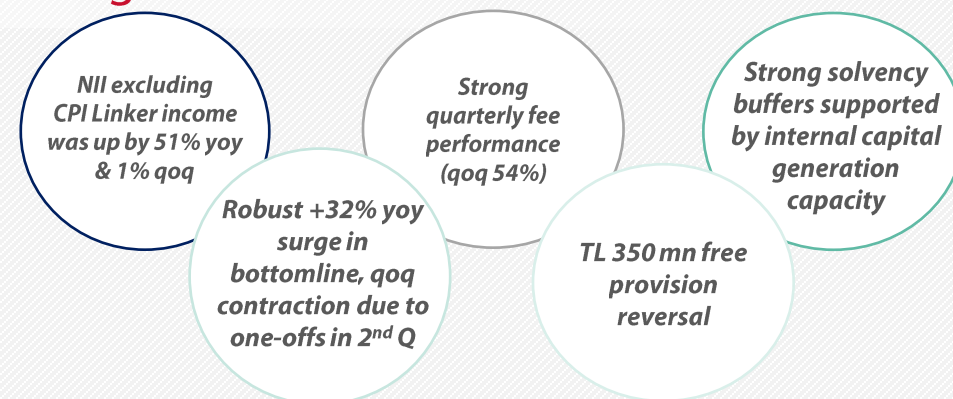 NII excluding
CPI Linker income
was up by 51% yoy
& 1% qoq
Robust +32% yoy
surge in
bottomline, qoq
contraction due to
one-offs in 2nd Q
Strong
quarterly fee
performance
(qoq 54%)
TL 350 mn free
provision
reversal
Strong solvency
buffers supported
by internal capital
generation
capacity